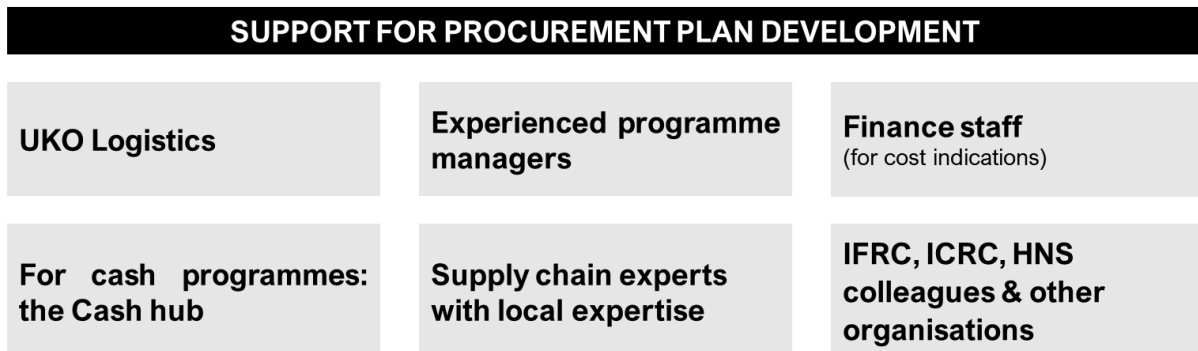 SUPPORT FOR PROCUREMENT PLAN DEVELOPMENT
UKO Logistics
Experienced programme
managers
Finance staff
(for cost indications)
For cash programmes:
the Cash hub
Supply chain experts
with local expertise
IFRC, ICRC, HNS
colleagues & other
organisations